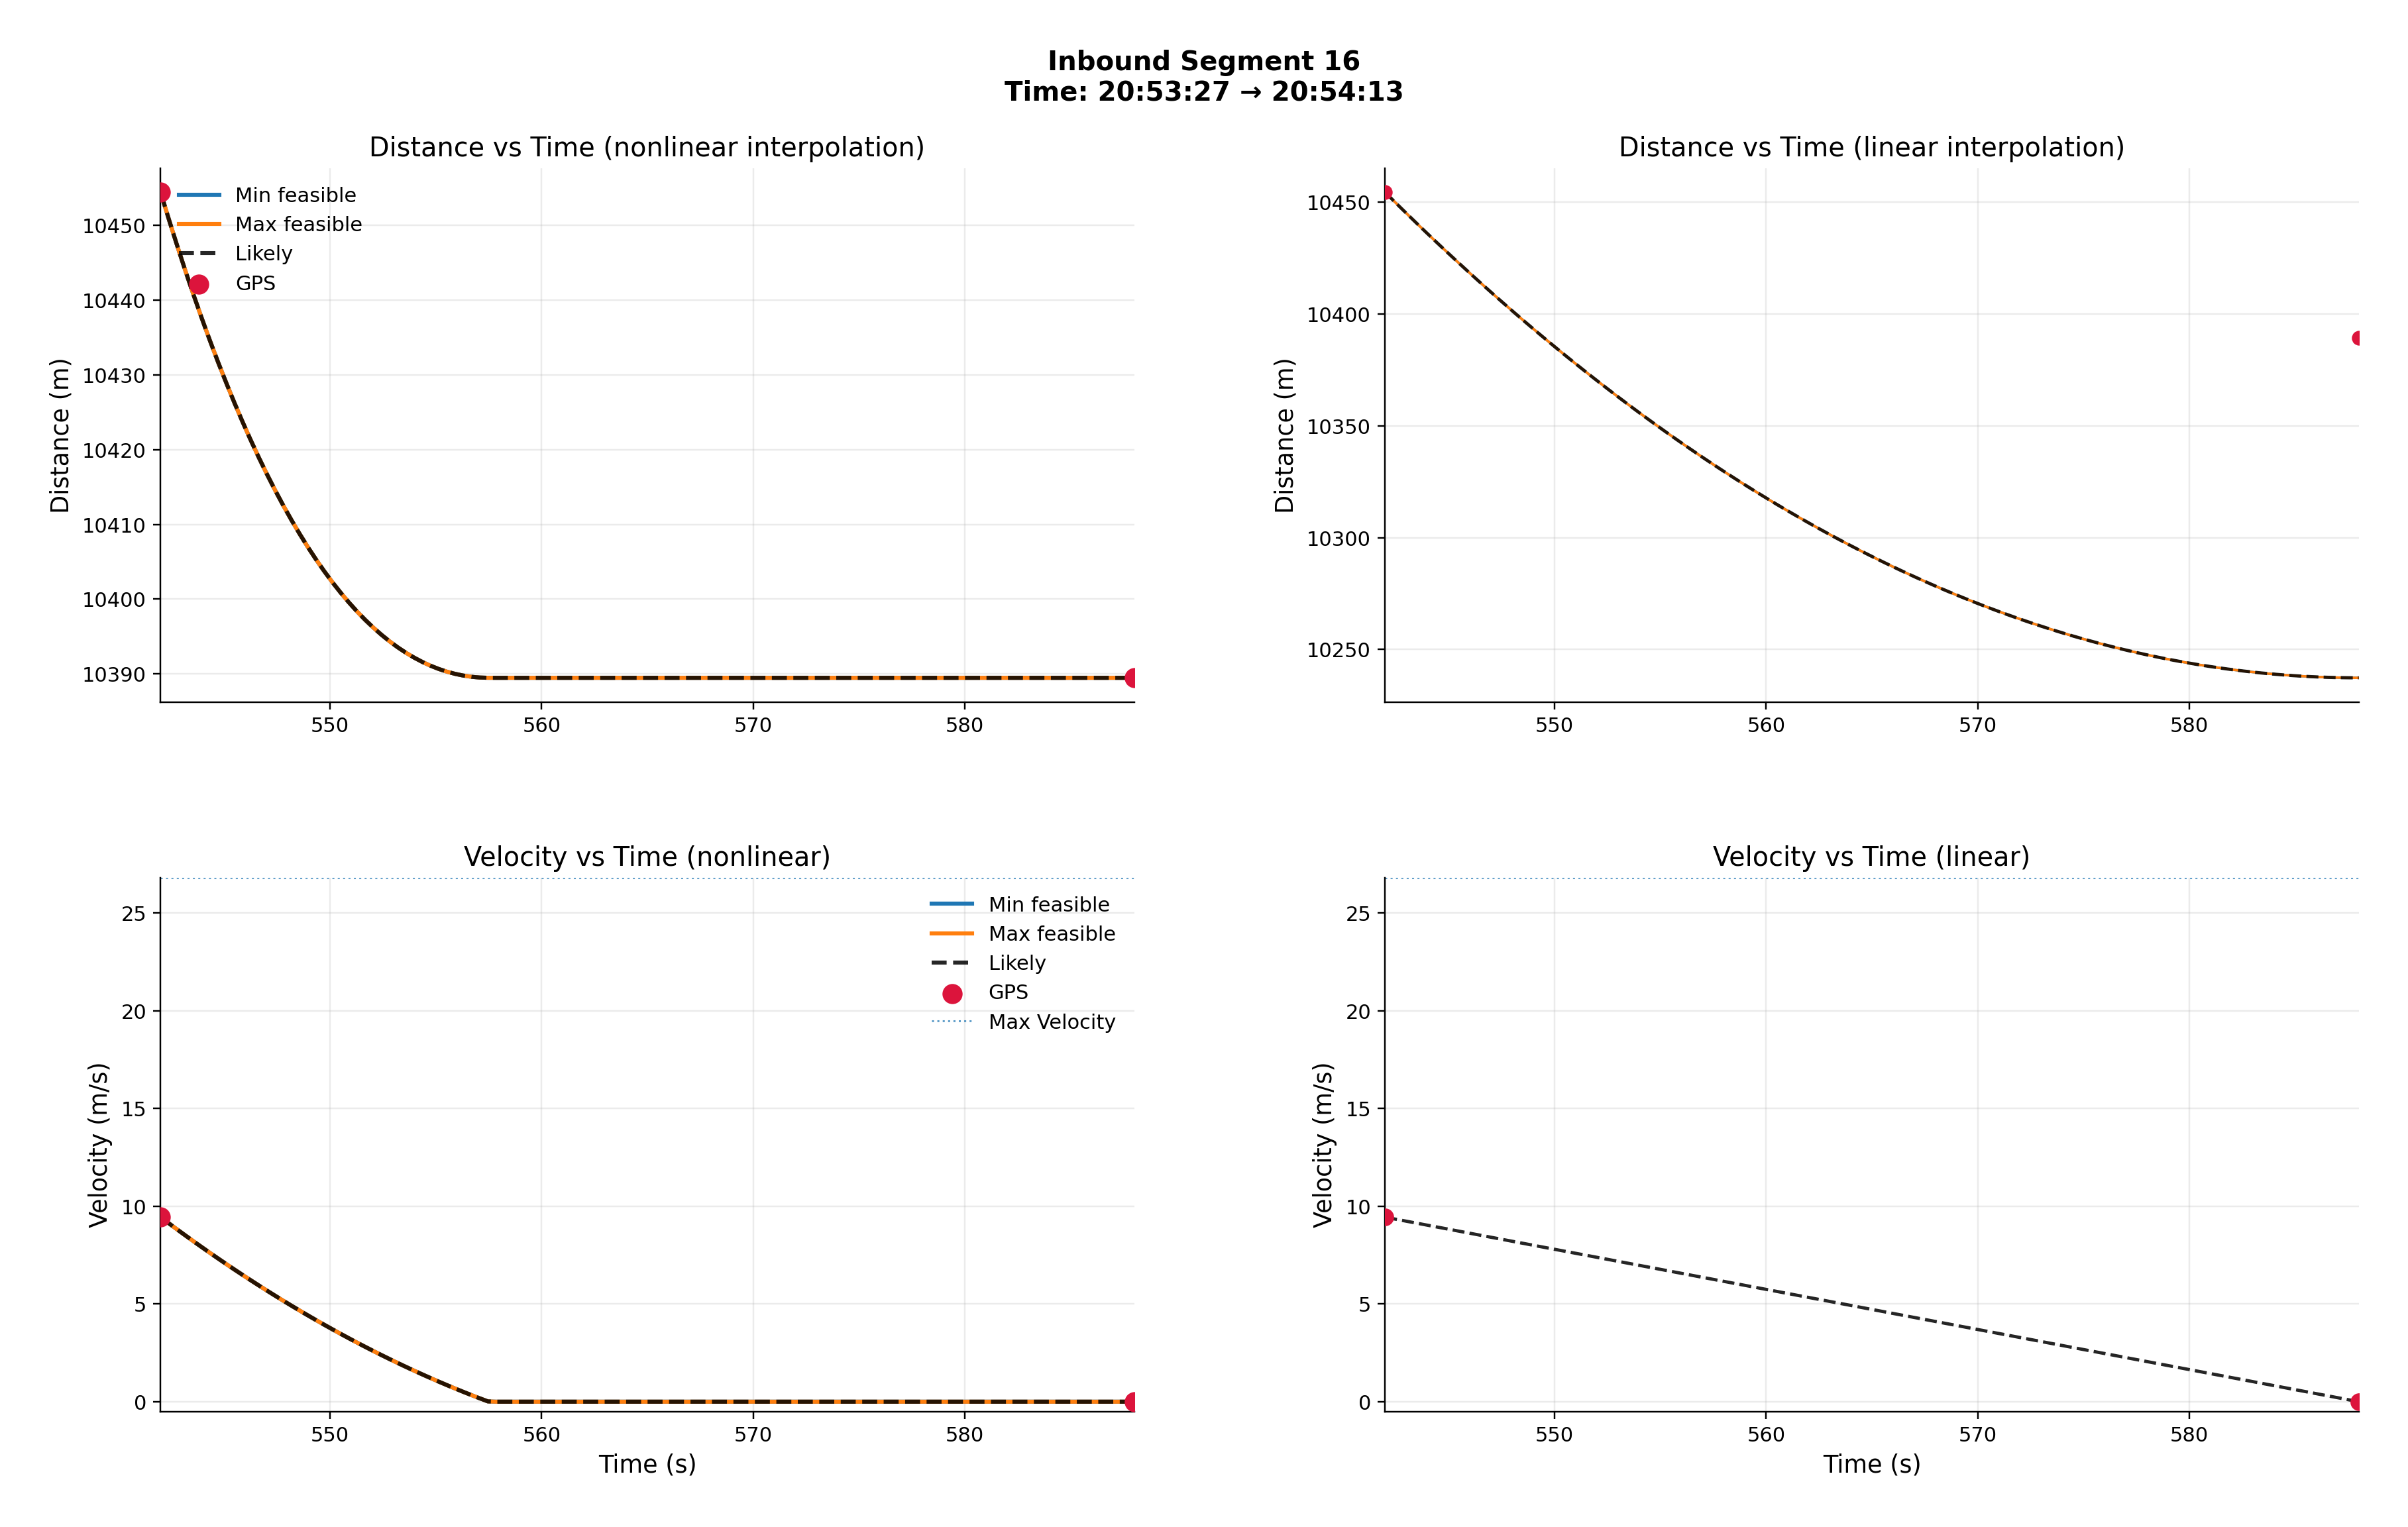 Inbound Segment 16
Time: 20:53:27 → 20:54:13
Distance vs Time (nonlinear interpolation)
Distance (m)
10450
10440
10430
10420
10410
10400
10390
Min feasible
Max feasible
Likely
GPS
550
560
570
580
Distance vs Time (linear interpolation)
Distance (m)
10450
10400
10350
10300
10250
550
560
570
580
Velocity vs Time (nonlinear)
Velocity (m/s)
25
20
15
10
5
0
Min feasible
Max feasible
Likely
GPS
Max Velocity
550
560
570
580
Time (s)
Velocity vs Time (linear)
Velocity (m/s)
25
20
15
10
5
0
550
560
570
580
Time (s)